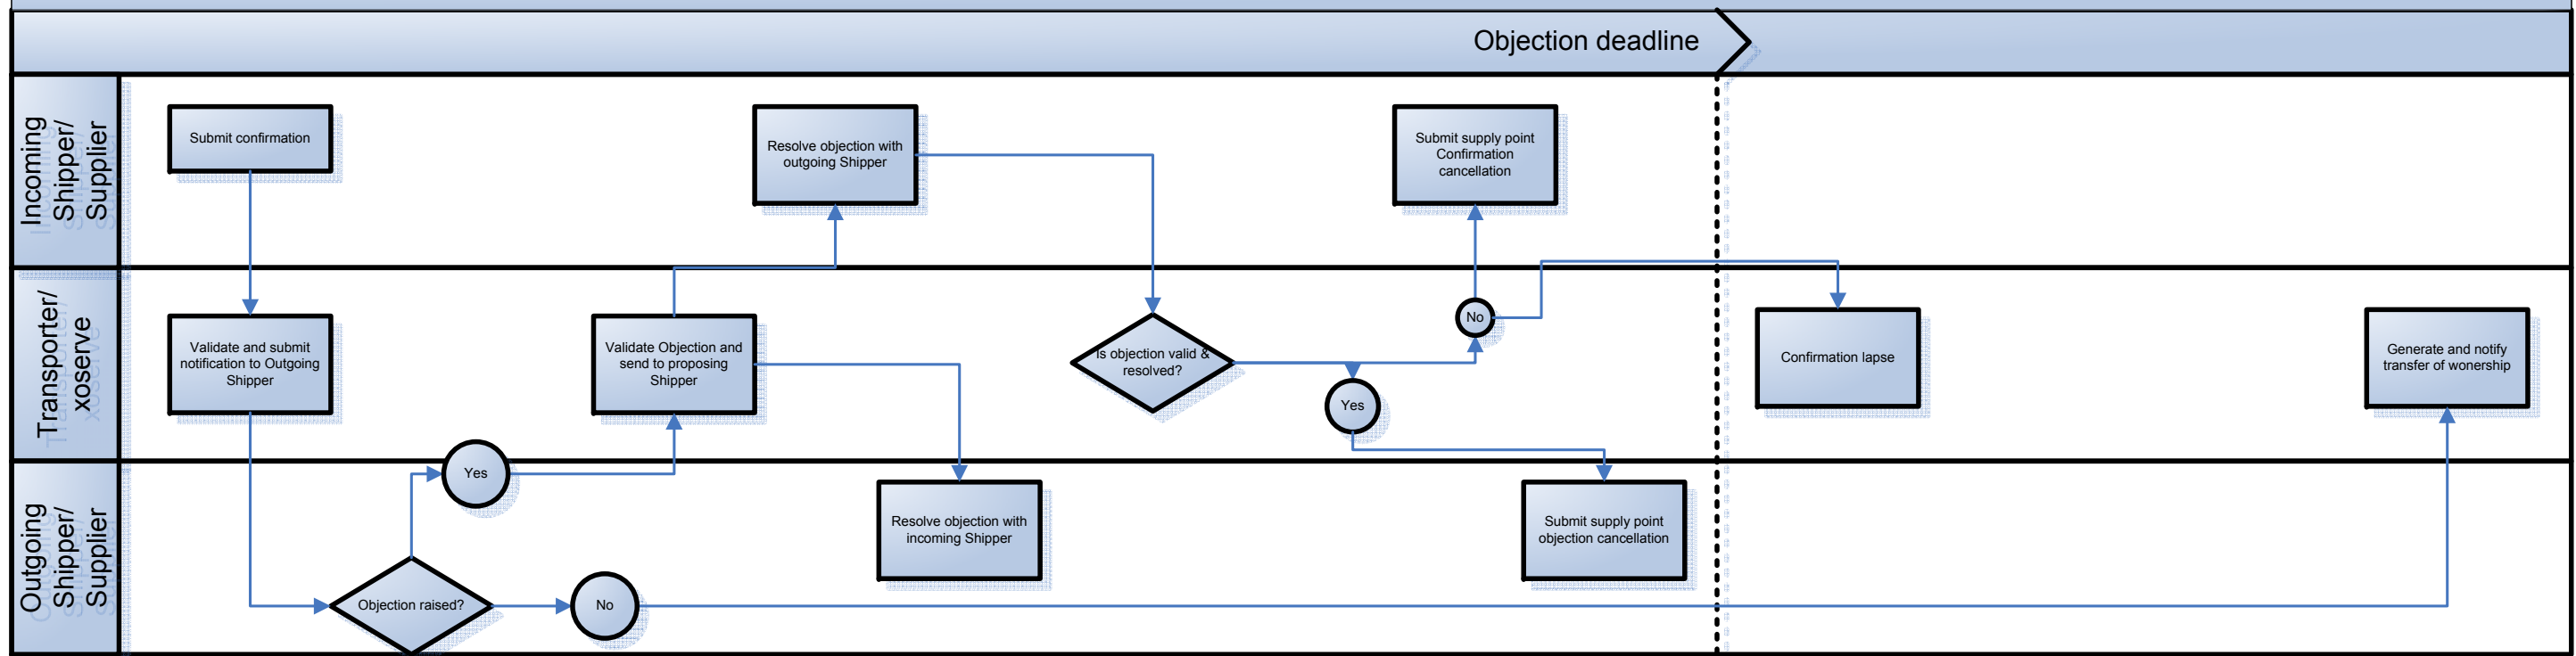 Objection deadline
Incoming
Shipper/
Supplier
Submit confirmation
Resolve objection with
outgoing Shipper
Submit supply point
Confirmation
cancellation
Transporter/
xoserve
Validate and submit
notification to Outgoing
Shipper
Validate Objection and
send to proposing
Shipper
Is objection valid &
resolved?
No
Yes
Confirmation lapse
Generate and notify
transfer of wonership
Outgoing
Shipper/
Supplier
Yes
Objection raised?
No
Resolve objection with
incoming Shipper
Submit supply point
objection cancellation